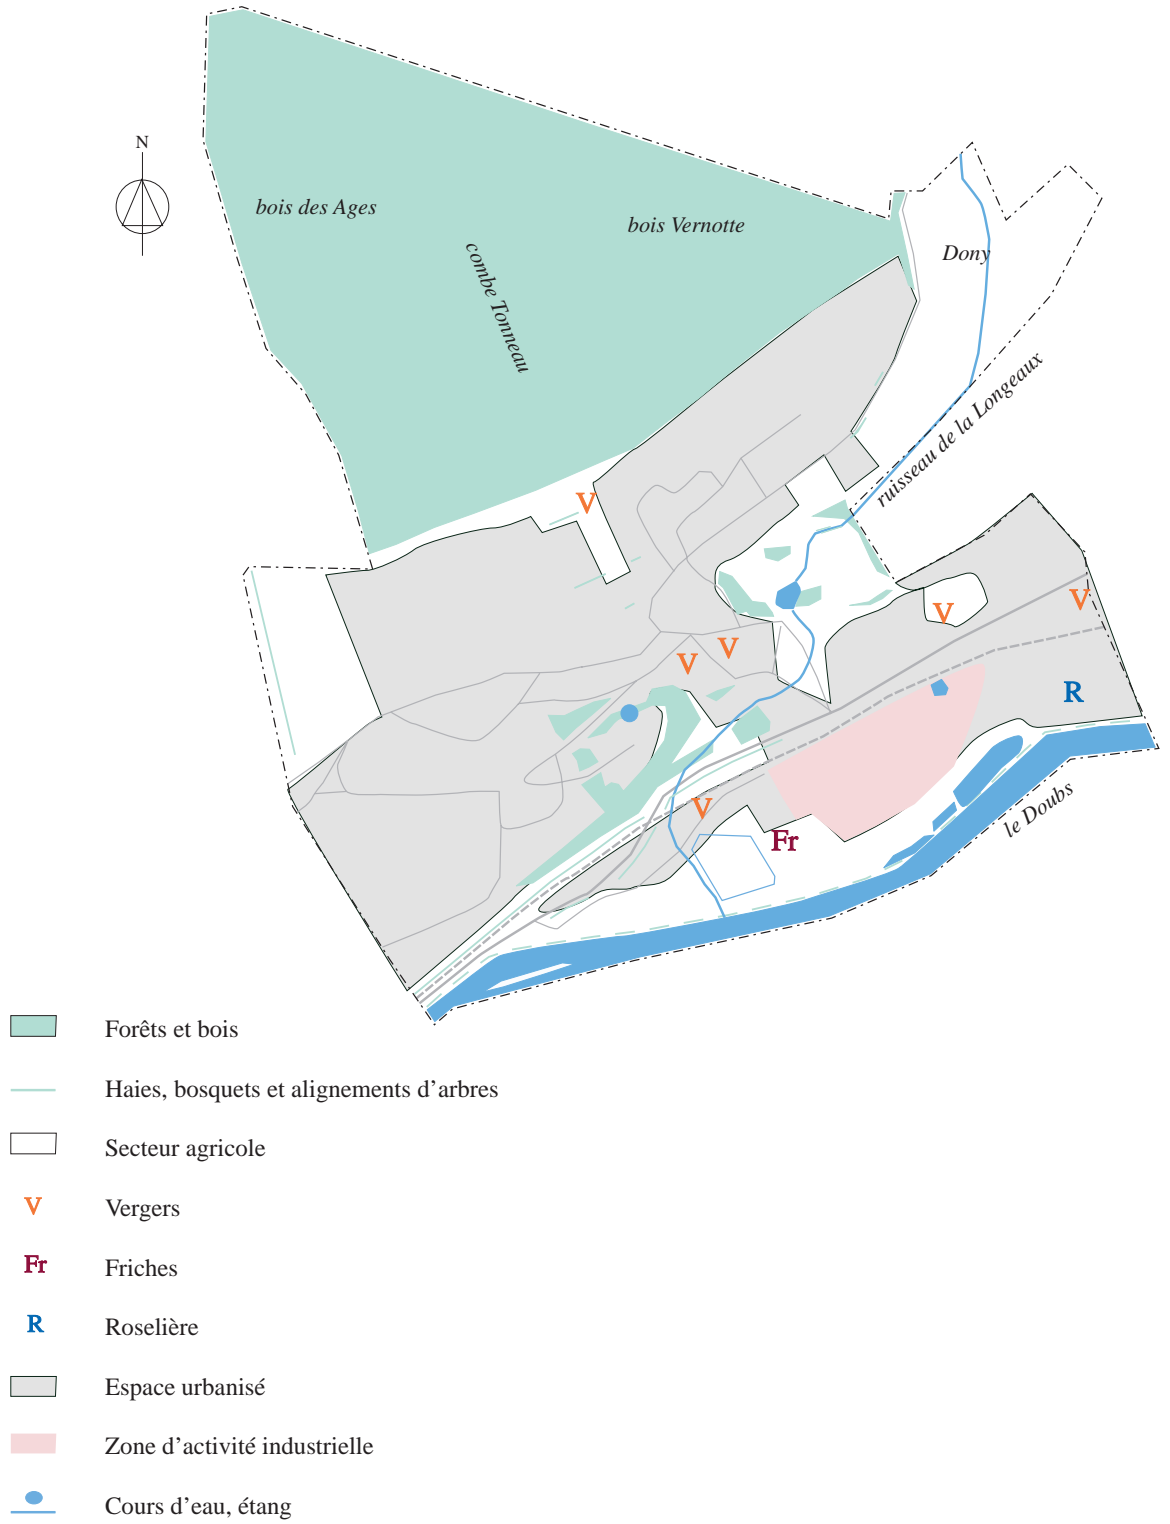 N
bois des Ages
bois Vernotte
combe Tonneau
Dony
ruisseau de la Longeaux
V
V
V
V
V
R
V
Fr
le Doubs
Forêts et bois
Haies, bosquets et alignements d’arbres
Secteur agricole
V Vergers
Fr Friches
R Roselière
Espace urbanisé
Zone d’activité industrielle
Cours d’eau, étang